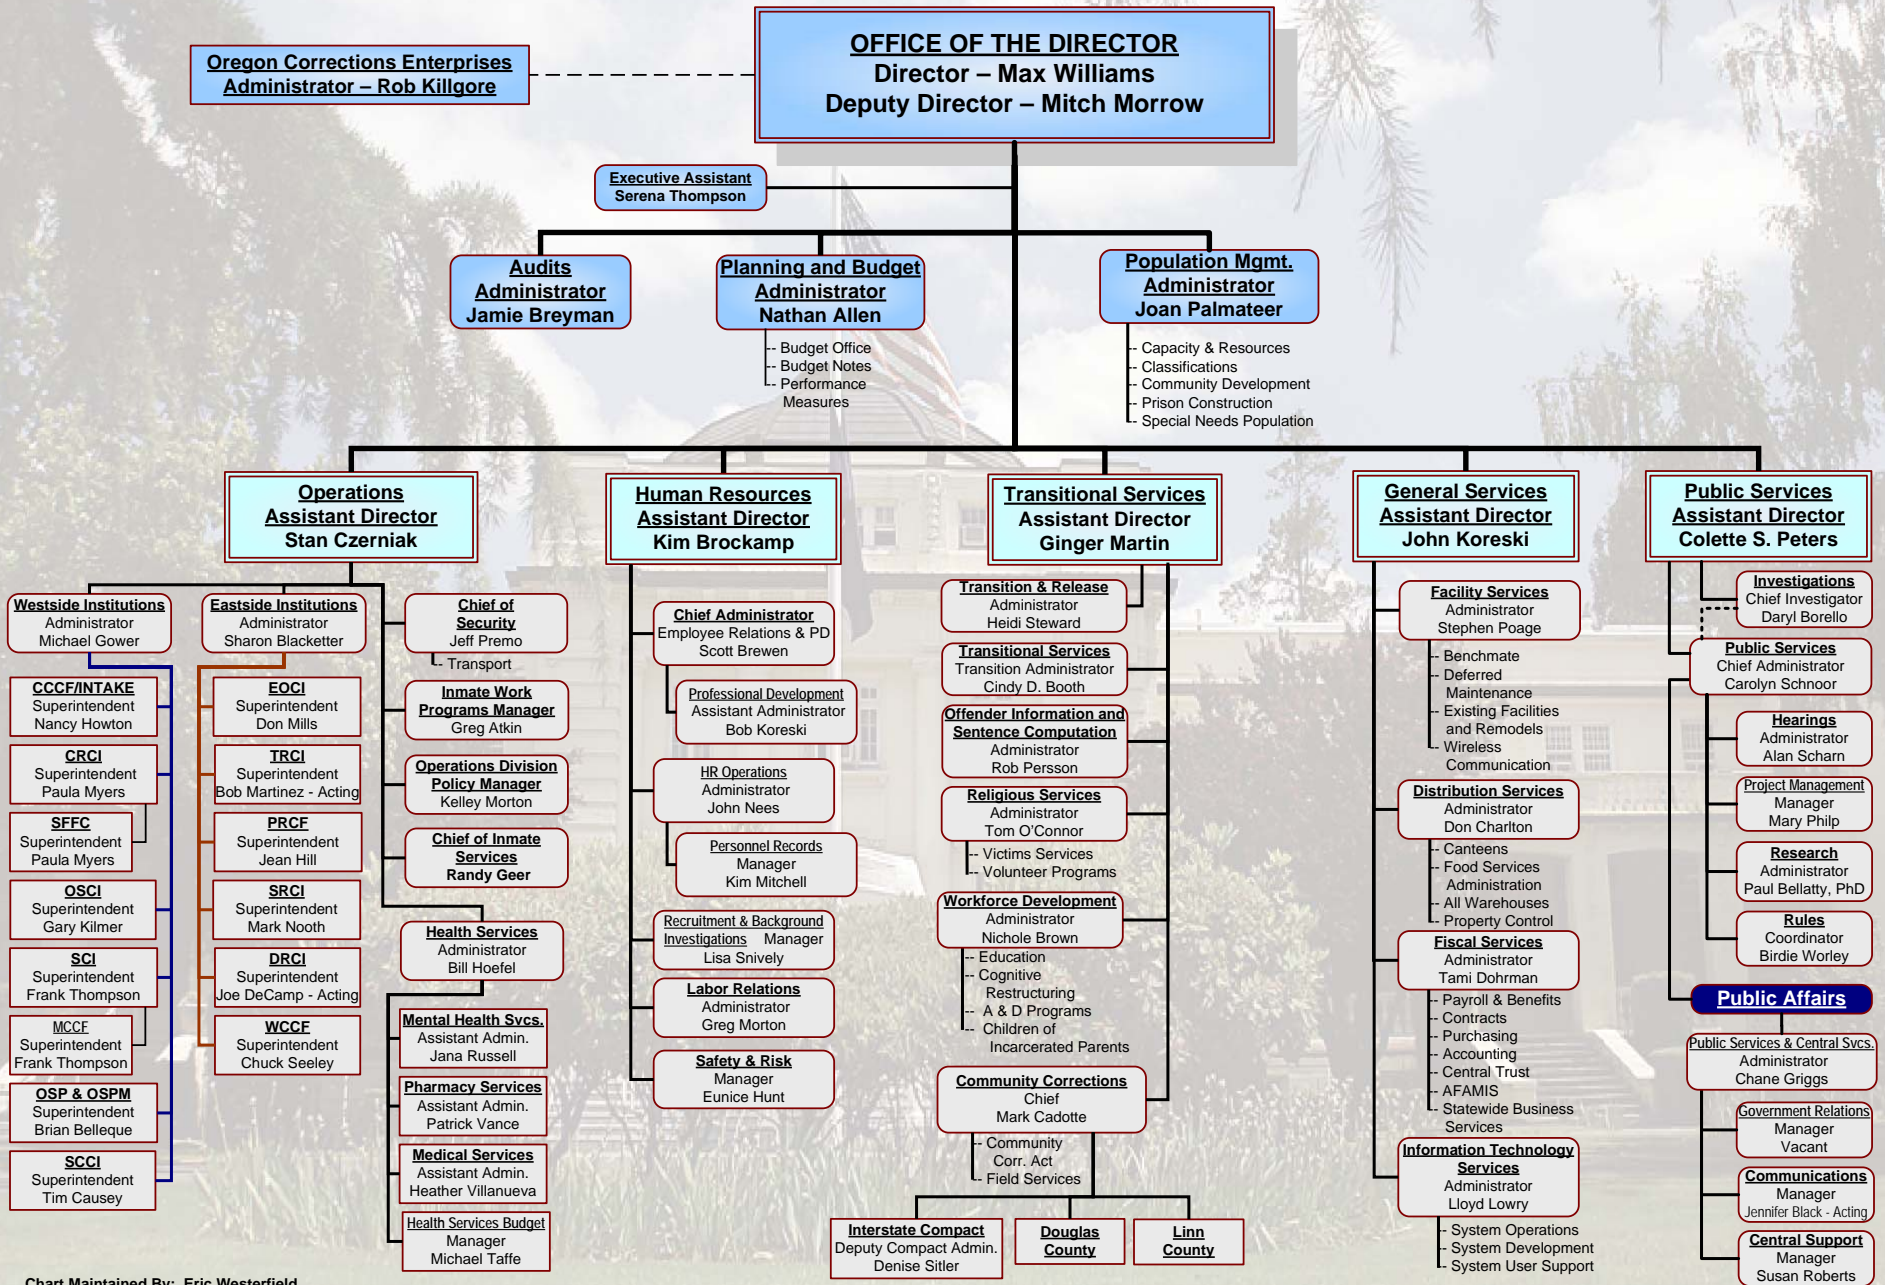 OFFICE OF THE DIRECTOR
Director – Max Williams
Deputy Director – Mitch Morrow
Oregon Corrections Enterprises
Administrator – Rob Killgore
Executive Assistant
Serena Thompson
Audits
Administrator
Jamie Breyman
Planning and Budget
Administrator
Nathan Allen
-- Budget Office
-- Budget Notes
-- Performance
Measures
Population Mgmt.
Administrator
Joan Palmateer
-- Capacity & Resources
-- Classifications
-- Community Development
-- Prison Construction
-- Special Needs Population
Operations
Assistant Director
Stan Czerniak
Westside Institutions
Administrator
Michael Gower
CCCF/INTAKE
Superintendent
Nancy Howton
CRCI
Superintendent
Paula Myers
SFFC
Superintendent
Paula Myers
OSCI
Superintendent
Gary Kilmer
SCI
Superintendent
Frank Thompson
MCCF
Superintendent
Frank Thompson
OSP & OSPM
Superintendent
Brian Belleque
SCCI
Superintendent
Tim Causey
Eastside Institutions
Administrator
Sharon Blacketter
EOCI
Superintendent
Don Mills
TRCI
Superintendent
Bob Martinez - Acting
PRCF
Superintendent
Jean Hill
SRCI
Superintendent
Mark Nooth
DRCI
Superintendent
Joe DeCamp - Acting
WCCF
Superintendent
Chuck Seeley
Chief of
Security
Jeff Premo
-- Transport
Inmate Work
Programs Manager
Greg Atkin
Operations Division
Policy Manager
Kelley Morton
Chief of Inmate
Services
Randy Geer
Health Services
Administrator
Bill Hoefel
Mental Health Svcs.
Assistant Admin.
Jana Russell
Pharmacy Services
Assistant Admin.
Patrick Vance
Medical Services
Assistant Admin.
Heather Villanueva
Health Services Budget
Manager
Michael Taffe
Human Resources
Assistant Director
Kim Brockamp
Chief Administrator
Employee Relations & PD
Scott Brewen
Professional Development
Assistant Administrator
Bob Koreski
HR Operations
Administrator
John Nees
Personnel Records
Manager
Kim Mitchell
Recruitment & Background
Investigations Manager
Lisa Snively
Labor Relations
Administrator
Greg Morton
Safety & Risk
Manager
Eunice Hunt
Transitional Services
Assistant Director
Ginger Martin
Transition & Release
Administrator
Heidi Steward
Transitional Services
Transition Administrator
Cindy D. Booth
Offender Information and
Sentence Computation
Administrator
Rob Persson
Religious Services
Administrator
Tom O'Connor
-- Victims Services
-- Volunteer Programs
Workforce Development
Administrator
Nichole Brown
-- Education
-- Cognitive
Restructuring
-- A & D Programs
-- Children of
Incarcerated Parents
Community Corrections
Chief
Mark Cadotte
-- Community
Corr. Act
-- Field Services
Interstate Compact
Deputy Compact Admin.
Denise Sitler
Douglas
County
Linn
County
General Services
Assistant Director
John Koreski
Facility Services
Administrator
Stephen Poage
-- Benchmate
-- Deferred
Maintenance
-- Existing Facilities
and Remodels
-- Wireless
Communication
Distribution Services
Administrator
Don Charlton
-- Canteens
-- Food Services
Administration
-- All Warehouses
-- Property Control
Fiscal Services
Administrator
Tami Dohrman
-- Payroll & Benefits
-- Contracts
-- Purchasing
-- Accounting
-- Central Trust
-- AFAMIS
-- Statewide Business
Services
Information Technology
Services
Administrator
Lloyd Lowry
-- System Operations
-- System Development
-- System User Support
Public Services
Assistant Director
Colette S. Peters
Investigations
Chief Investigator
Daryl Borello
Public Services
Chief Administrator
Carolyn Schnoor
Hearings
Administrator
Alan Scharn
Project Management
Manager
Mary Philp
Research
Administrator
Paul Bellatty, PhD
Rules
Coordinator
Birdie Worley
Public Affairs
Public Services & Central Svcs.
Administrator
Chane Griggs
Government Relations
Manager
Vacant
Communications
Manager
Jennifer Black - Acting
Central Support
Manager
Susan Roberts
Chart Maintained By: Eric Westerfield